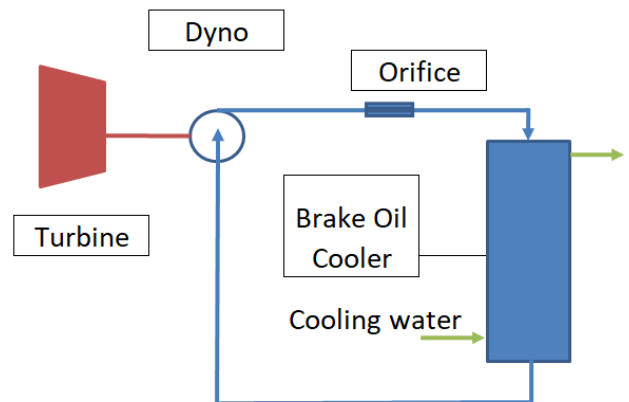 Dyno
Orifice
Turbine
Brake Oil
Cooler
Cooling water